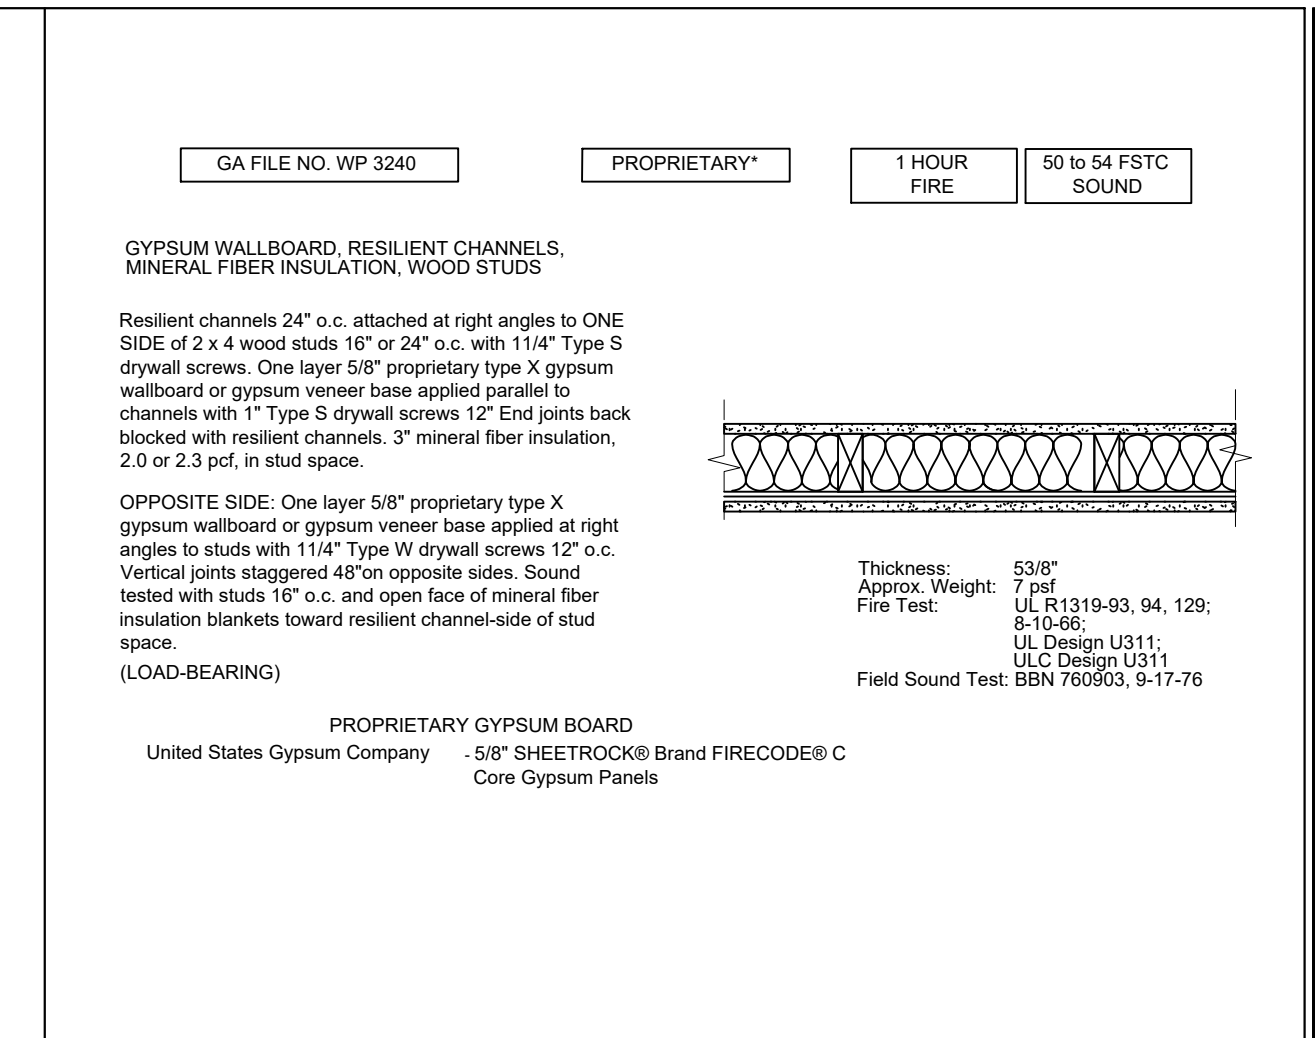 GA FILE NO. WP 3240
PROPRIETARY*
1 HOUR
FIRE
50 to 54 FSTC
SOUND
GYPSUM WALLBOARD, RESILIENT CHANNELS,
MINERAL FIBER INSULATION, WOOD STUDS
Resilient channels 24" o.c. attached at right angles to ONE
SIDE of 2 x 4 wood studs 16" or 24" o.c. with 11/4" Type S
drywall screws. One layer 5/8" proprietary type X gypsum
wallboard or gypsum veneer base applied parallel to
channels with 1" Type S drywall screws 12" End joints back
blocked with resilient channels. 3" mineral fiber insulation,
2.0 or 2.3 pcf, in stud space.
OPPOSITE SIDE: One layer 5/8" proprietary type X
gypsum wallboard or gypsum veneer base applied at right
angles to studs with 11/4" Type W drywall screws 12" o.c.
Vertical joints staggered 48"on opposite sides. Sound
tested with studs 16" o.c. and open face of mineral fiber
insulation blankets toward resilient channel-side of stud
space.
(LOAD-BEARING)
Thickness: 53/8"
Approx. Weight: 7 psf
Fire Test: UL R1319-93, 94, 129;
8-10-66;
UL Design U311;
ULC Design U311
Field Sound Test: BBN 760903, 9-17-76
PROPRIETARY GYPSUM BOARD
United States Gypsum Company - 5/8" SHEETROCK® Brand FIRECODE® C
Core Gypsum Panels